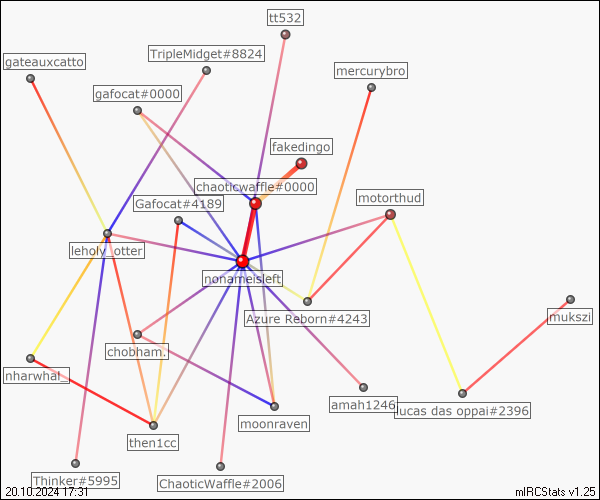 tt532
TripleMidget#8824
gateauxcatto
mercurybro
gafocat#0000
fakedingo
chaoticwaffle#0000
motorthud
Gafocat#4189
leholy_otter
nonameisleft
Azure Reborn#4243
mukszi
chobham.
nharwhal_
amah1246
lucas das oppai#2396
moonraven
then1cc
Thinker#5995
ChaoticWaffle#2006
20.10.2024 17:31
mIRCStats v1.25